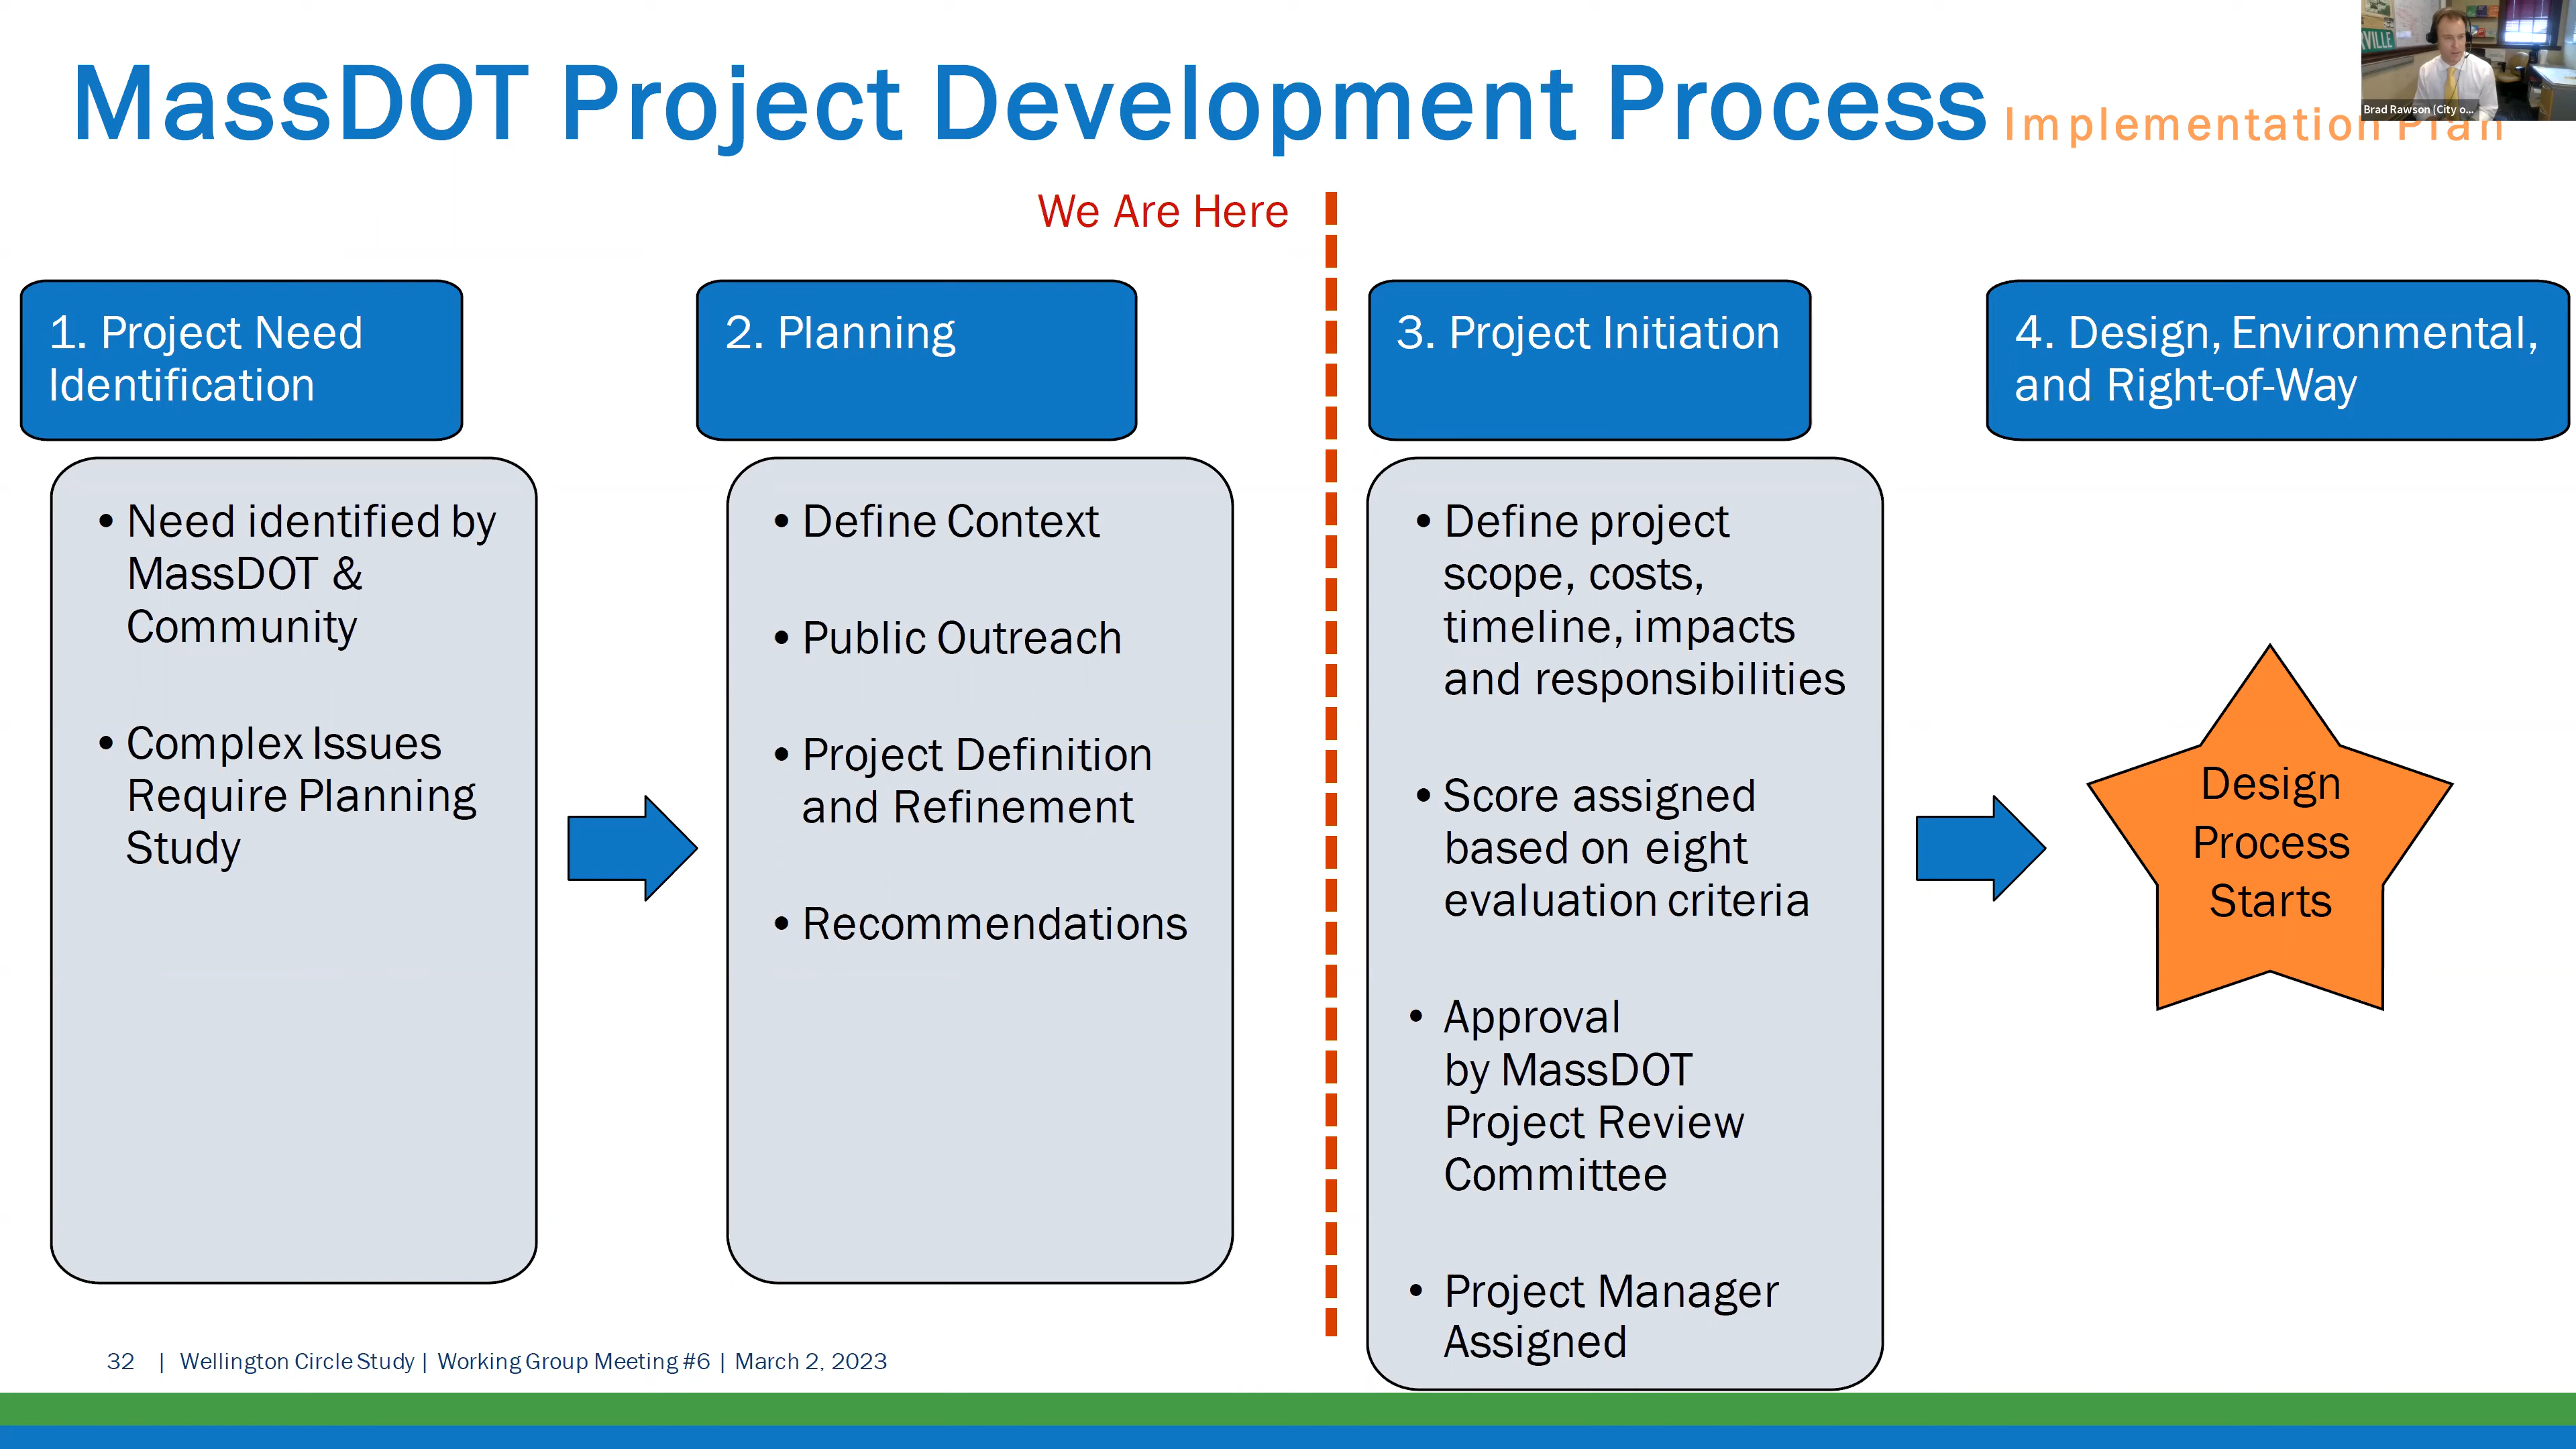 MassDOT Project Development Process Implementation Plan
VILLE
Brad Rawson (City o...
We Are Here
1. Project Need
Identification
2. Planning
3. Project Initiation
4. Design, Environmental,
and Right-of-Way
• Need identified by
MassDOT &
Community
• Complex Issues
Require Planning
Study
• Define Context
• Public Outreach
• Project Definition
and Refinement
• Recommendations
• Define project
scope, costs,
timeline, impacts
and responsibilities
• Score assigned
based on eight
evaluation criteria
• Approval
by MassDOT
Project Review
Committee
• Project Manager
Assigned
Design
Process
Starts
32 | Wellington Circle Study | Working Group Meeting #6 | March 2, 2023